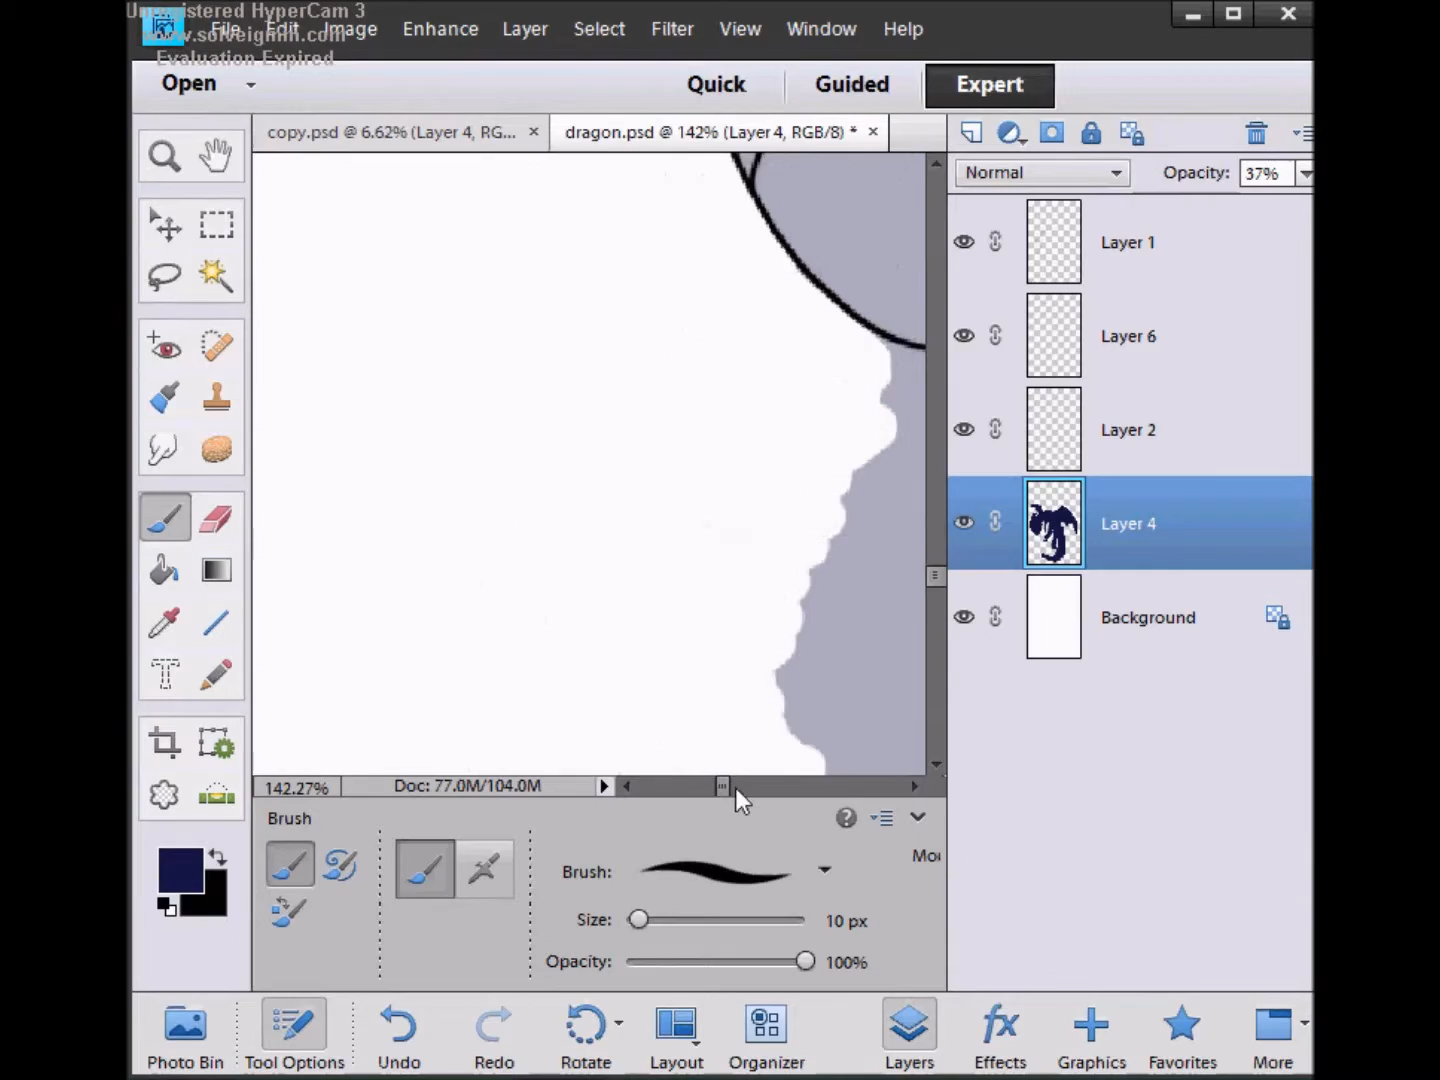 Unregistered HyperCam 3
www.solveigmm.com
Evaluation Expired
File Edit Image Enhance Layer Select Filter View Window Help
Open Quick Guided Expert
copy.psd @ 6.62% (Layer 4, RG... × dragon.psd @ 142% (Layer 4, RGB/8) * ×
Normal Opacity: 37%
Layer 1
Layer 6
Layer 2
Layer 4
Background
142.27% Doc: 77.0M/104.0M
Brush
Brush:
Size: 10 px
Opacity: 100%
Photo Bin Tool Options Undo Redo Rotate Layout Organizer Layers Effects Graphics Favorites More